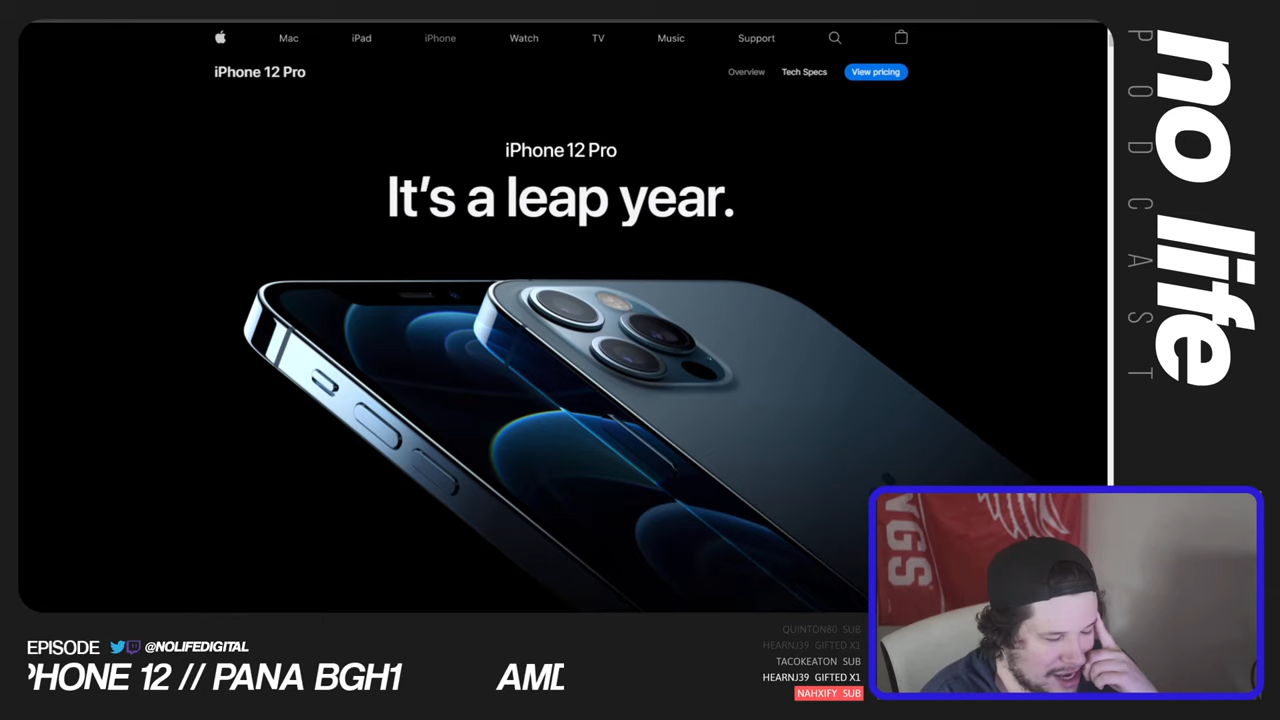 Mac iPad iPhone Watch TV Music Support
iPhone 12 Pro
Overview Tech Specs View pricing
iPhone 12 Pro
It's a leap year.
no life
PODCAST
NGS
EPISODE @NOLIFEDIGITAL
PHONE 12 // PANA BGH1 AMD
QUINTON80 SUB
HEARNJ39 GIFTED X1
TACOKEATON SUB
HEARNJ39 GIFTED X1
NAHXIFY SUB